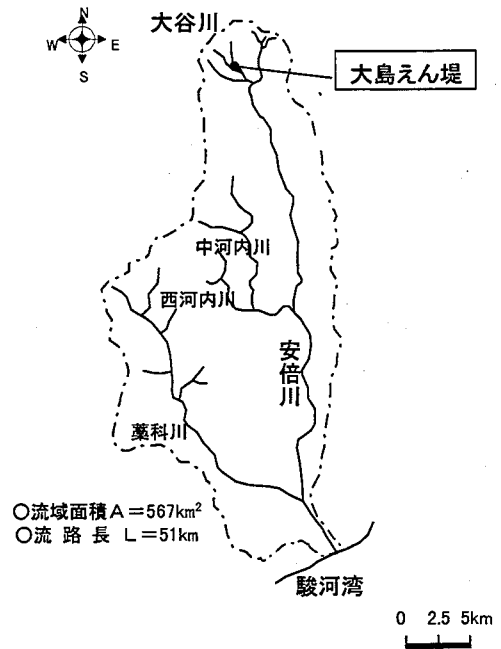 N
W E
S
大谷川
大島えん堤
中河内川
西河内川
安倍川
藁科川
○流域面積A=567km²
○流路長 L=51km
駿河湾
0 2.5 5km